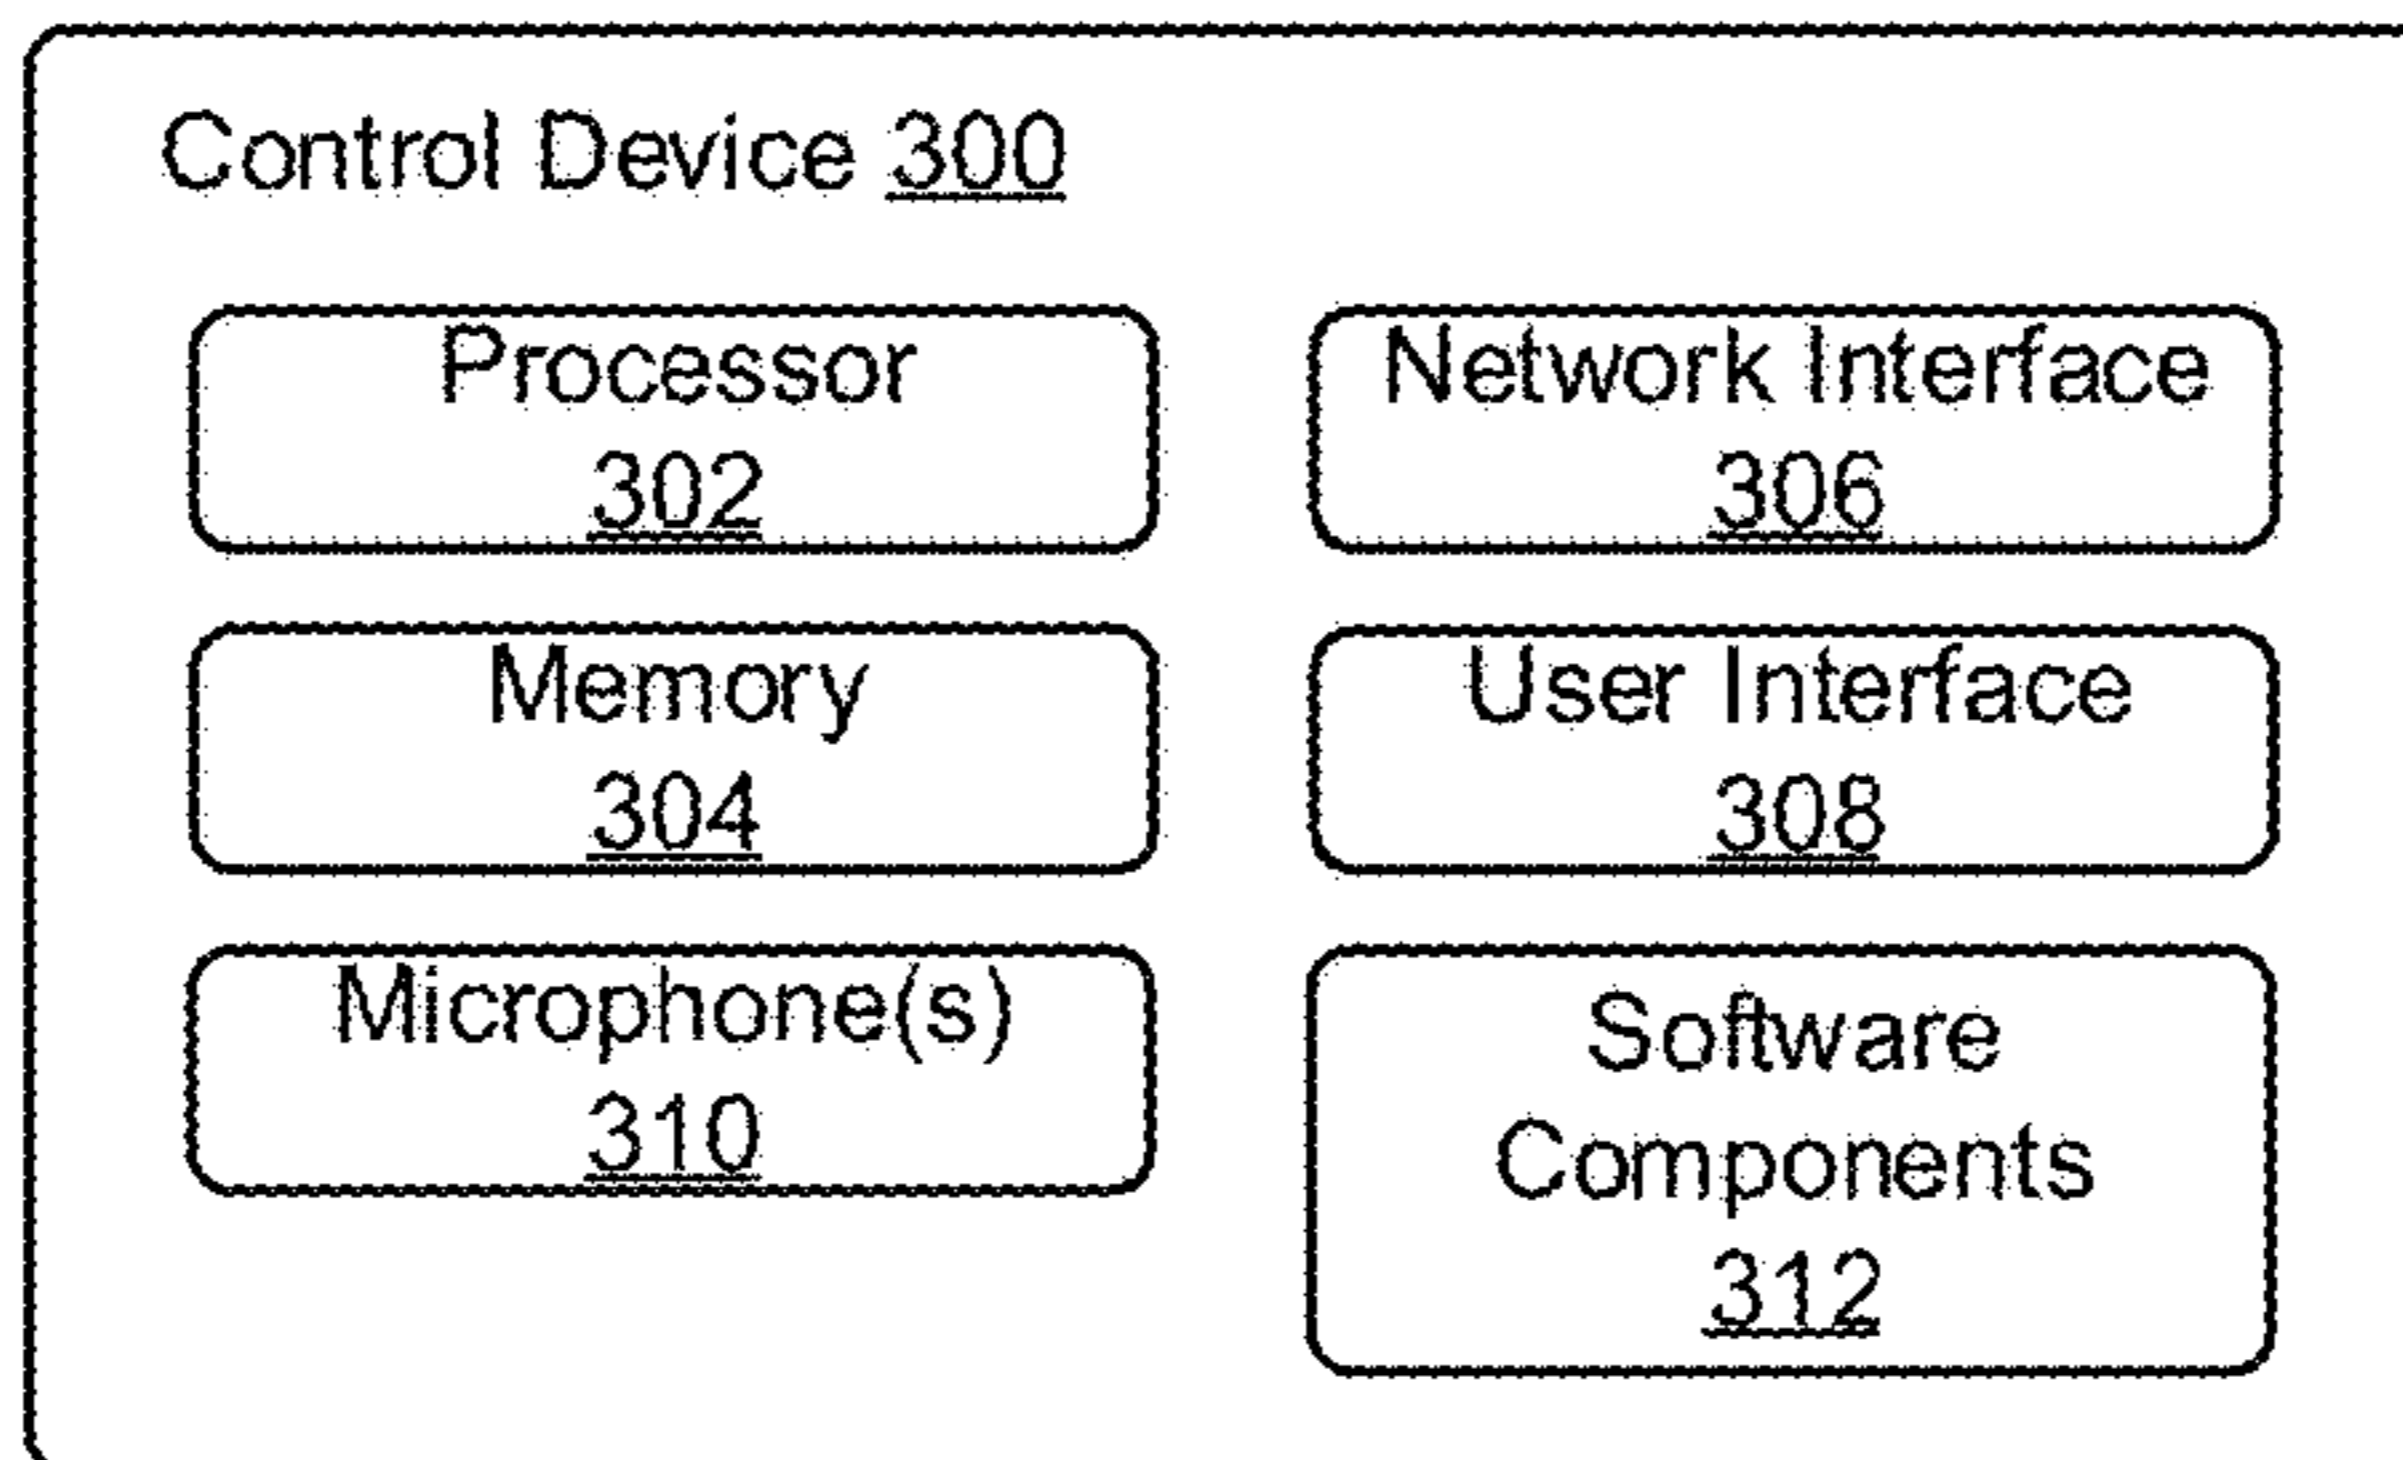 Control Device 300
Processor
302
Network Interface
306
Memory
304
User Interface
308
Microphone(s)
310
Software
Components
312